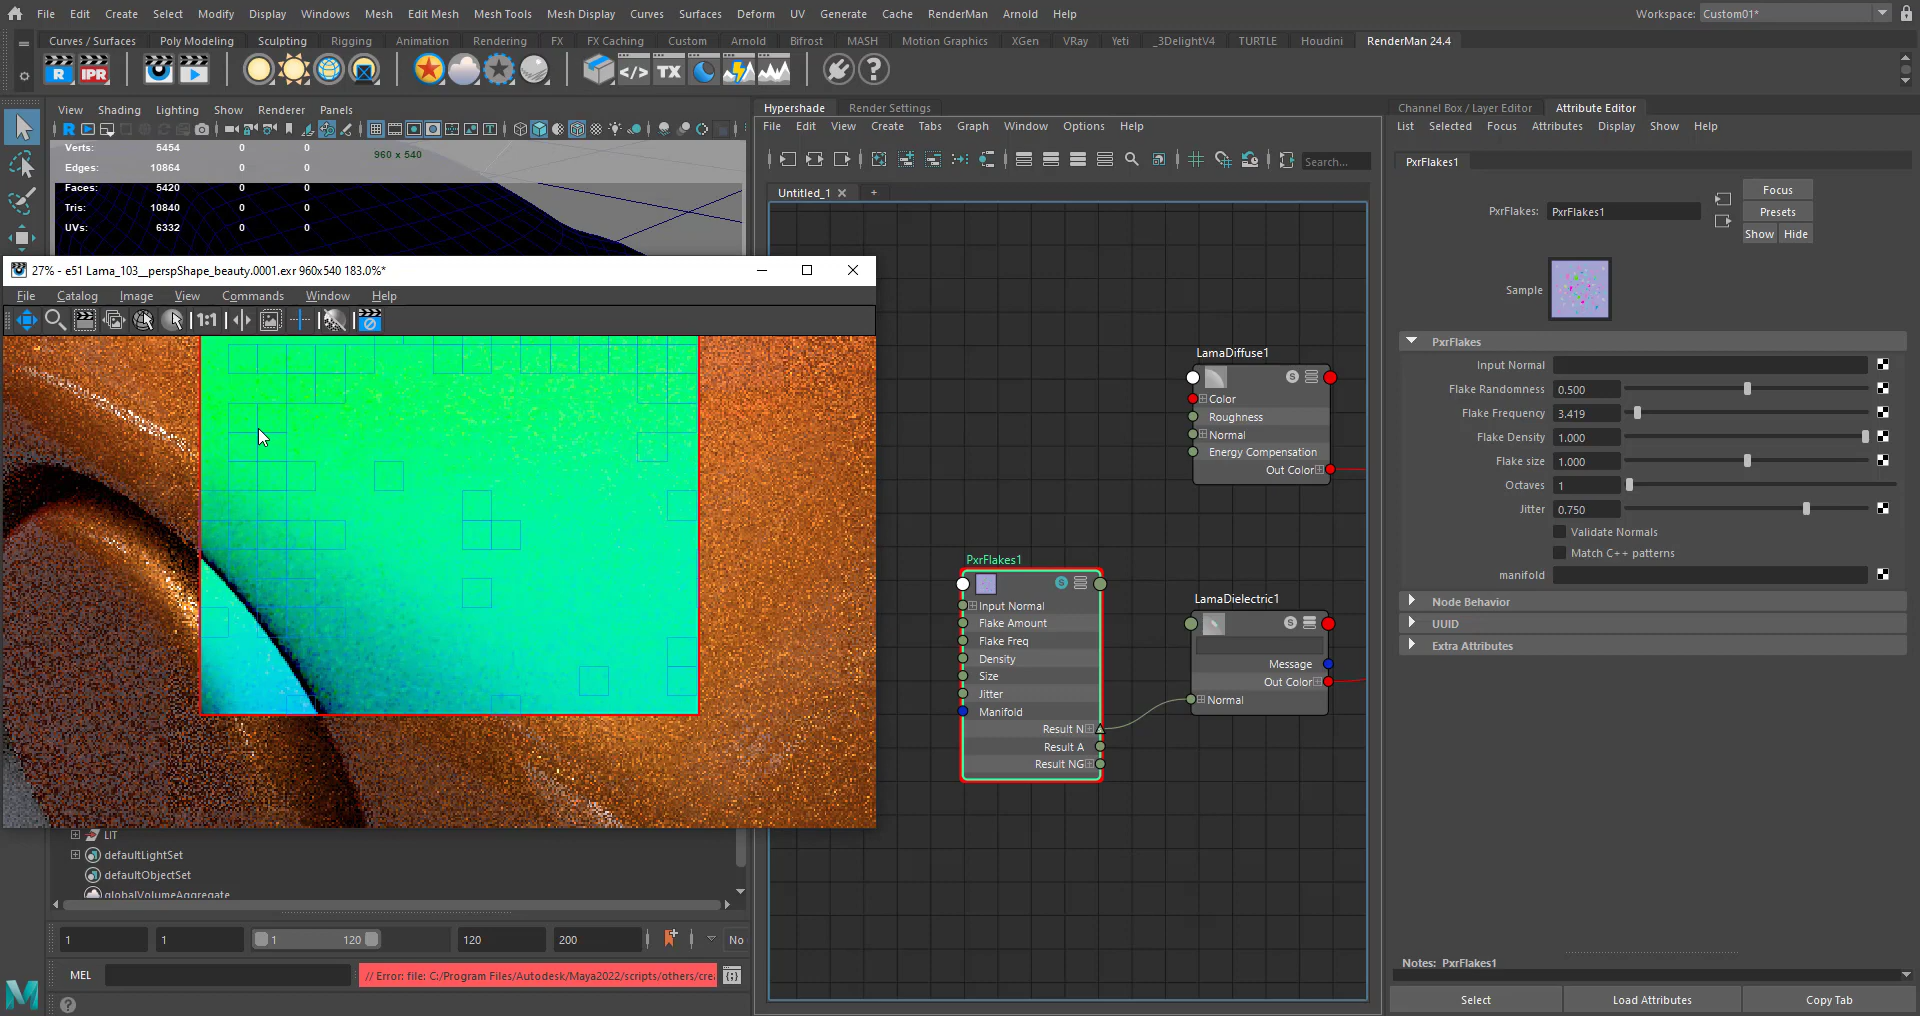 File Edit Create Select Modify Display Windows Mesh Edit Mesh Mesh Tools Mesh Display Curves Surfaces Deform UV Generate Cache RenderMan Arnold Help Workspace: Custom01*
Curves / Surfaces Poly Modeling Sculpting Rigging Animation Rendering FX FX Caching Custom Arnold Bifrost MASH Motion Graphics XGen VRay Yeti _3DelightV4 TURTLE Houdini RenderMan 24.4
R IPR </> TX ?
View Shading Lighting Show Renderer Panels
Verts: 5454 0 0
960 x 540
Edges: 10864 0 0
Faces: 5420 0 0
Tris: 10840 0 0
UVs: 6332 0 0
27% - e51 Lama_103__perspShape_beauty.0001.exr 960x540 183.0%*
File Catalog Image View Commands Window Help
1:1
LIT
defaultLightSet
defaultObjectSet
globalVolumeAggregate
1 1 1 120 120 200 No
MEL // Error: file: C:/Program Files/Autodesk/Maya2022/scripts/others/cre
Hypershade Render Settings
File Edit View Create Tabs Graph Window Options Help
Search...
Untitled_1 +
LamaDiffuse1
Color
Roughness
Normal
Energy Compensation
Out Color
PxrFlakes1
Input Normal
Flake Amount
Flake Freq
Density
Size
Jitter
Manifold
Result N
Result A
Result NG
LamaDielectric1
Message
Out Color
Normal
Channel Box / Layer Editor Attribute Editor
List Selected Focus Attributes Display Show Help
PxrFlakes1
Focus
PxrFlakes: PxrFlakes1 Presets
Show Hide
Sample
PxrFlakes
Input Normal
Flake Randomness 0.500
Flake Frequency 3.419
Flake Density 1.000
Flake size 1.000
Octaves 1
Jitter 0.750
Validate Normals
Match C++ patterns
manifold
Node Behavior
UUID
Extra Attributes
Notes: PxrFlakes1
Select Load Attributes Copy Tab